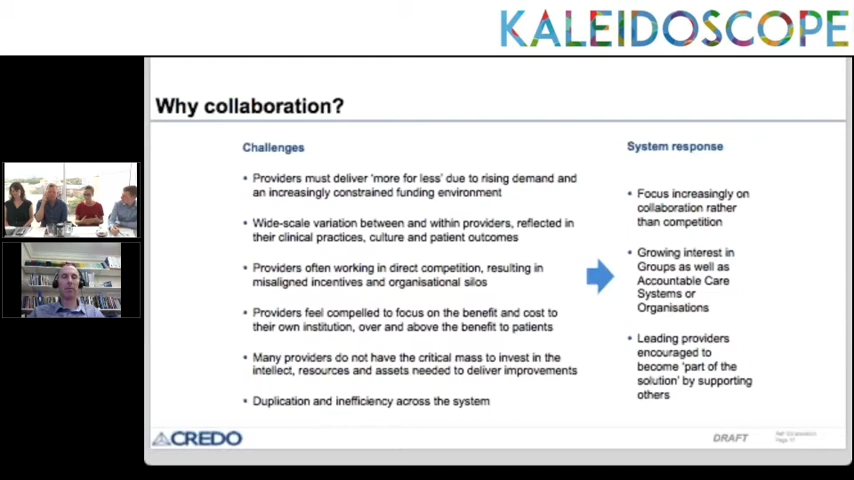 KALEIDOSCOPE
Why collaboration?
Challenges
• Providers must deliver 'more for less' due to rising demand and
an increasingly constrained funding environment
• Wide-scale variation between and within providers, reflected in
their clinical practices, culture and patient outcomes
• Providers often working in direct competition, resulting in
misaligned incentives and organisational silos
• Providers feel compelled to focus on the benefit and cost to
their own institution, over and above the benefit to patients
• Many providers do not have the critical mass to invest in the
intellect, resources and assets needed to deliver improvements
• Duplication and inefficiency across the system
System response
• Focus increasingly on
collaboration rather
than competition
• Growing interest in
Groups as well as
Accountable Care
Systems or
Organisations
• Leading providers
encouraged to
become 'part of the
solution' by supporting
others
CREDO
DRAFT